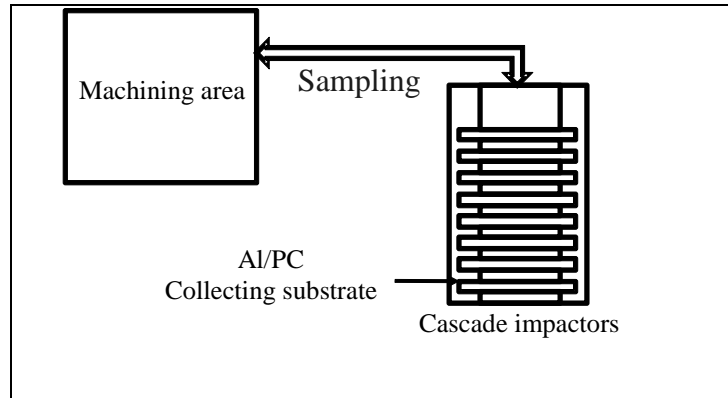 Machining area
Sampling
Al/PC
Collecting substrate
Cascade impactors